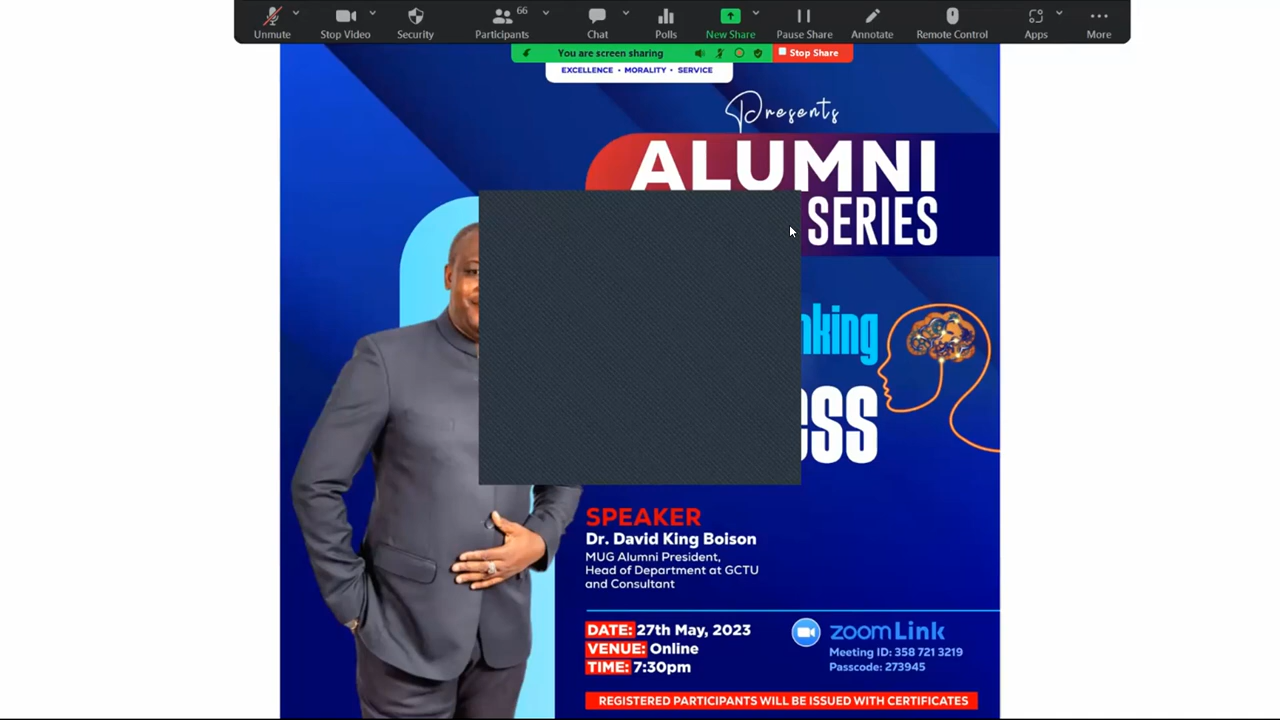 66
Unmute Stop Video Security Participants Chat Polls New Share Pause Share Annotate Remote Control Apps More
You are screen sharing Stop Share
EXCELLENCE • MORALITY • SERVICE
Presents
ALUMNI
SERIES
nking
ess
SPEAKER
Dr. David King Boison
MUG Alumni President,
Head of Department at GCTU
and Consultant
DATE: 27th May, 2023
VENUE: Online
TIME: 7:30pm
zoom Link
Meeting ID: 358 721 3219
Passcode: 273945
REGISTERED PARTICIPANTS WILL BE ISSUED WITH CERTIFICATES